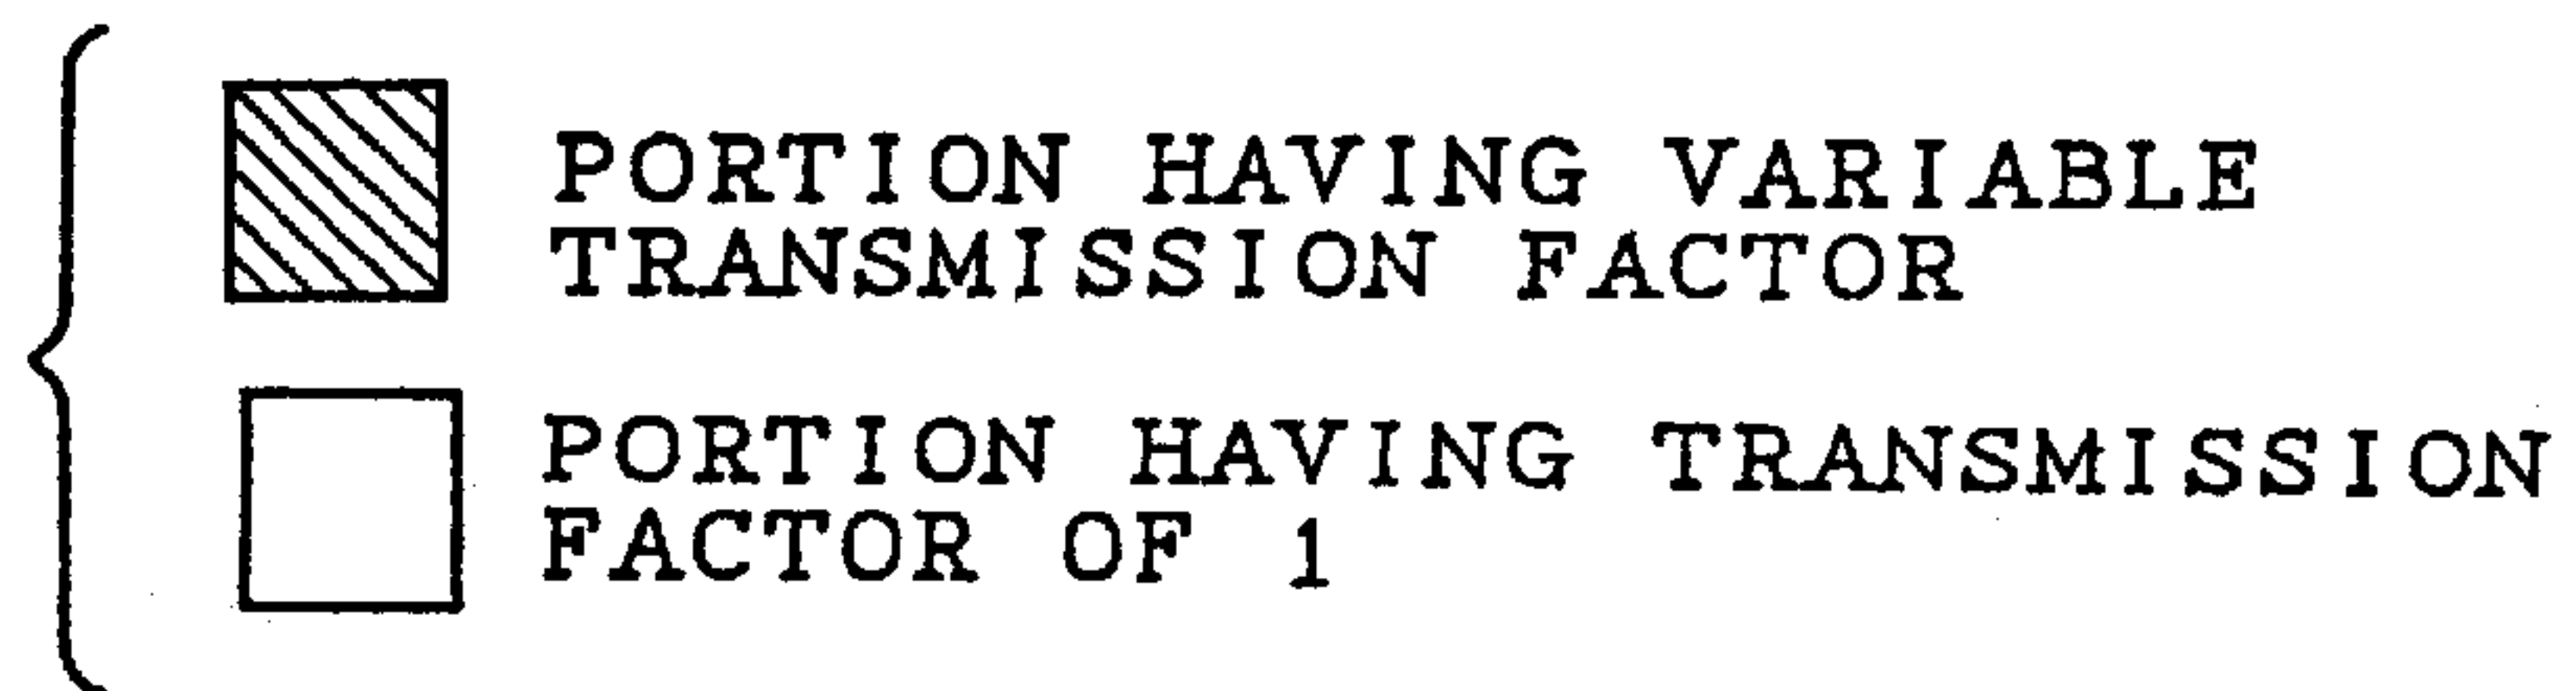 PORTION HAVING VARIABLE
TRANSMISSION FACTOR
PORTION HAVING TRANSMISSION
FACTOR OF 1